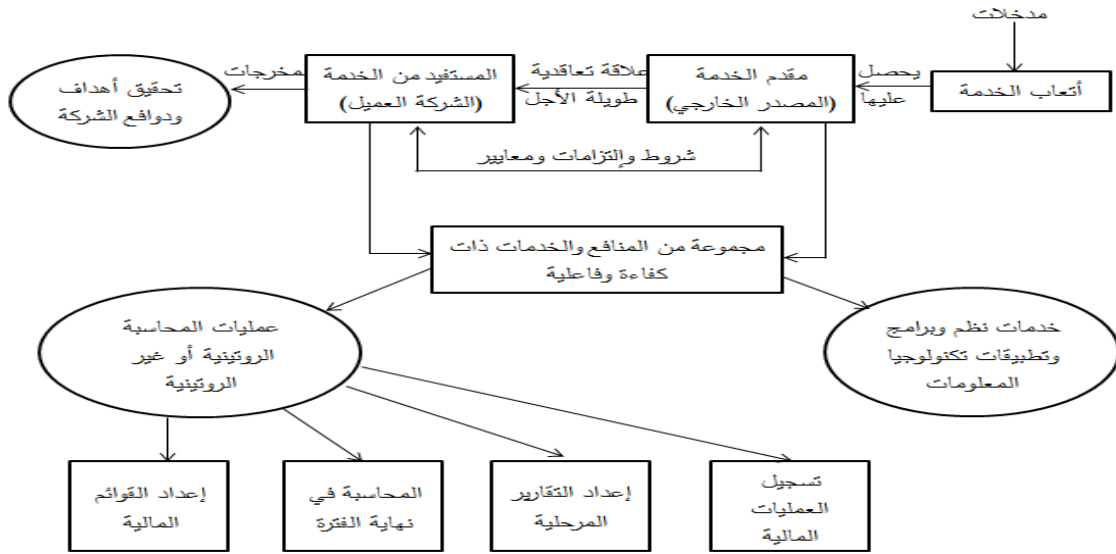 مدخلات
أتعاب الخدمة
يحصل
عليها
مقدم الخدمة
(المصدر الخارجي)
علاقة تعاقدية
طويلة الأجل
المستفيد من الخدمة
(الشركة العميل)
مخرجات
تحقيق أهداف
ودوافع الشركة
شروط وإلتزامات ومعايير
مجموعة من المنافع والخدمات ذات
كفاءة وفاعلية
خدمات نظم وبرامج
وتطبيقات تكنولوجيا
المعلومات
عمليات المحاسبة
الروتينية أو غير
الروتينية
تسجيل
العمليات
المالية
إعداد التقارير
المرحلية
المحاسبة في
نهاية الفترة
إعداد القوائم
المالية